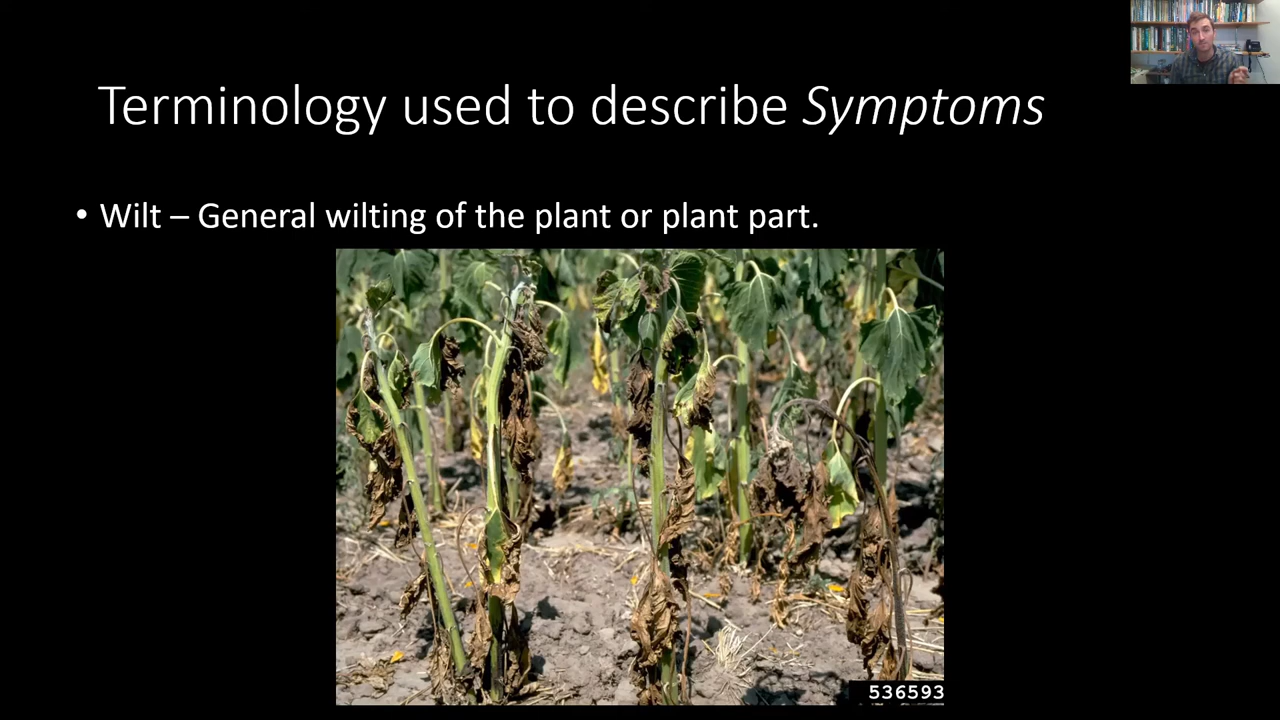 Terminology used to describe Symptoms
• Wilt – General wilting of the plant or plant part.
536593